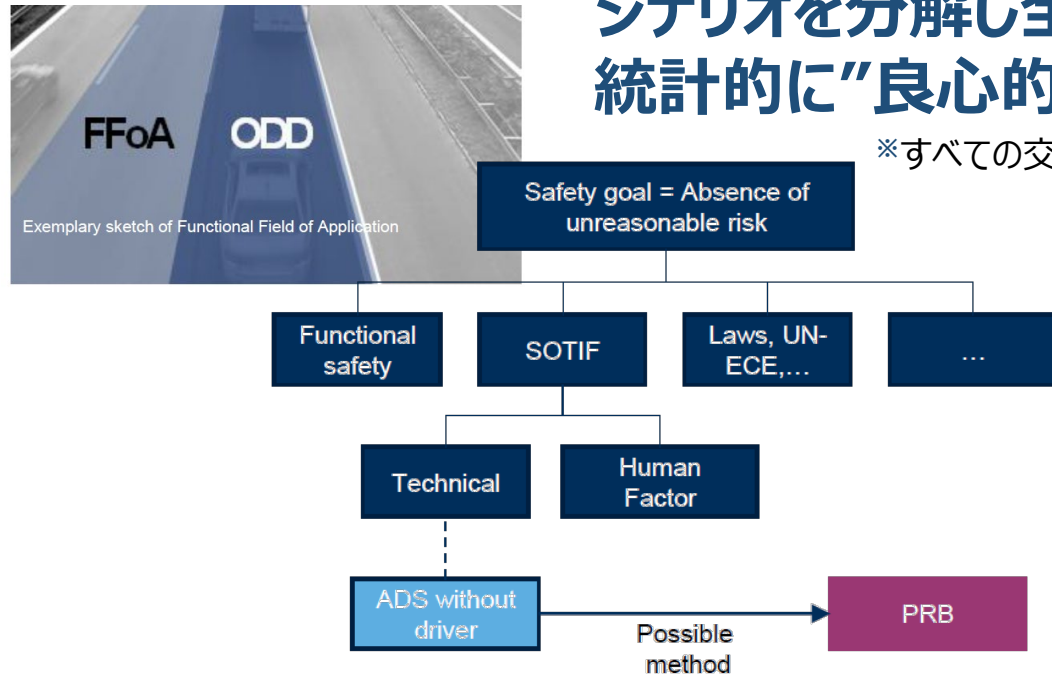 シナリオを分解し全
統計的に”良心的
※すべての交
FFoA
ODD
Exemplary sketch of Functional Field of Application
Safety goal = Absence of
unreasonable risk
Functional
safety
SOTIF
Laws, UN-
ECE,…
…
Technical
Human
Factor
ADS without
driver
Possible
method
PRB